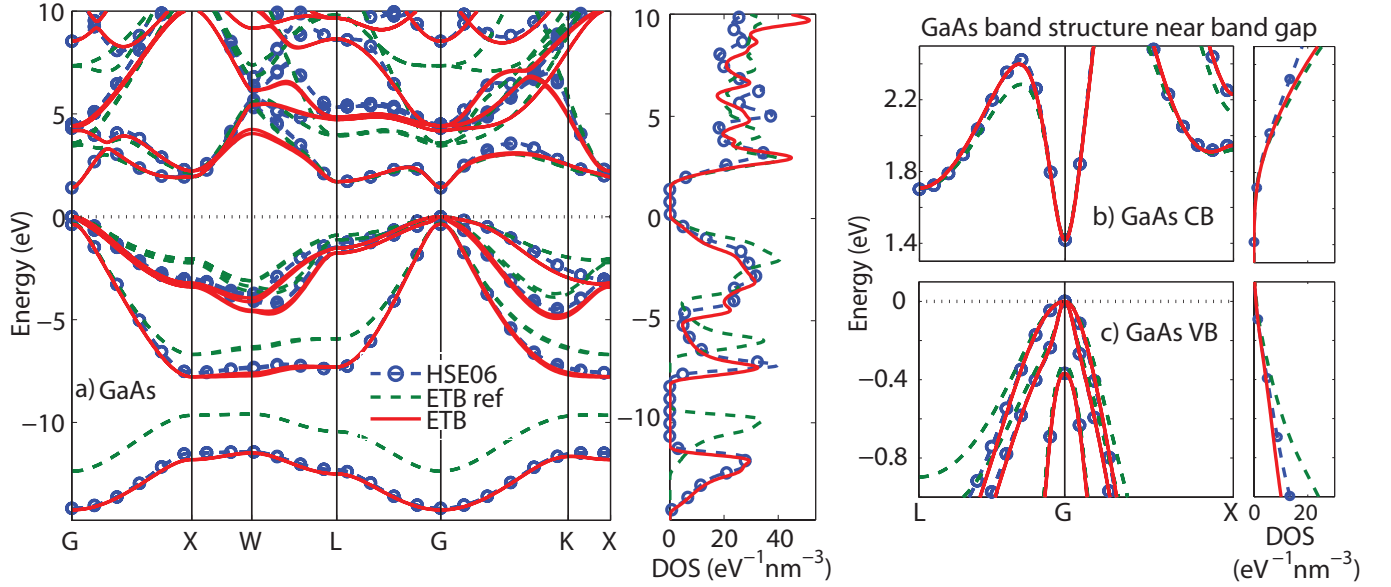 10
5
0
−5
−10
Energy (eV)
a) GaAs
HSE06
ETB ref
ETB
G
X
W
L
G
K
X
10
5
0
−5
−10
0
20
40
DOS (eV⁻¹nm⁻³)
GaAs band structure near band gap
2.2
1.8
1.4
b) GaAs CB
Energy (eV)
0
−0.4
−0.8
c) GaAs VB
L
G
X
0
20
DOS
(eV⁻¹nm⁻³)